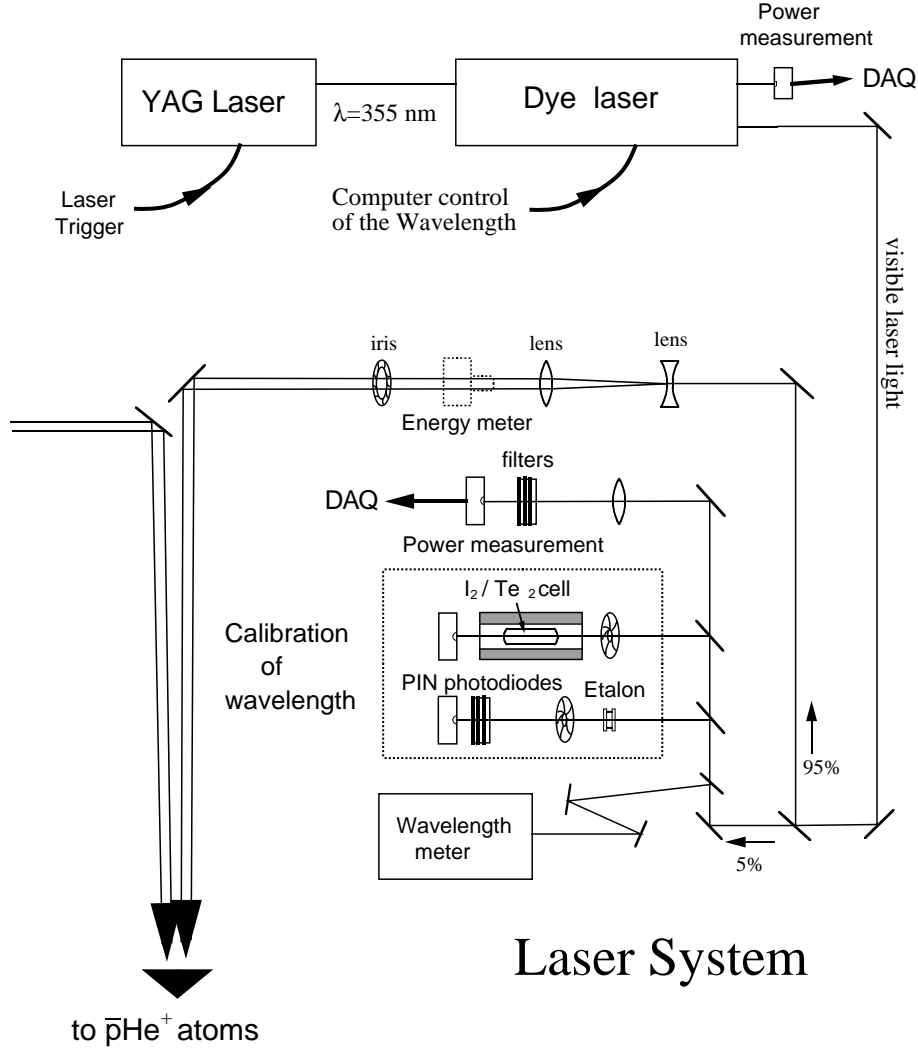 Power
measurement
DAQ
YAG Laser
λ=355 nm
Dye laser
Laser
Trigger
Computer control
of the Wavelength
visible laser light
iris
lens
lens
Energy meter
filters
DAQ
Power measurement
I₂ / Te ₂ cell
Calibration
of
wavelength
PIN photodiodes
Etalon
95%
Wavelength
meter
5%
Laser System
to p̅He⁺ atoms